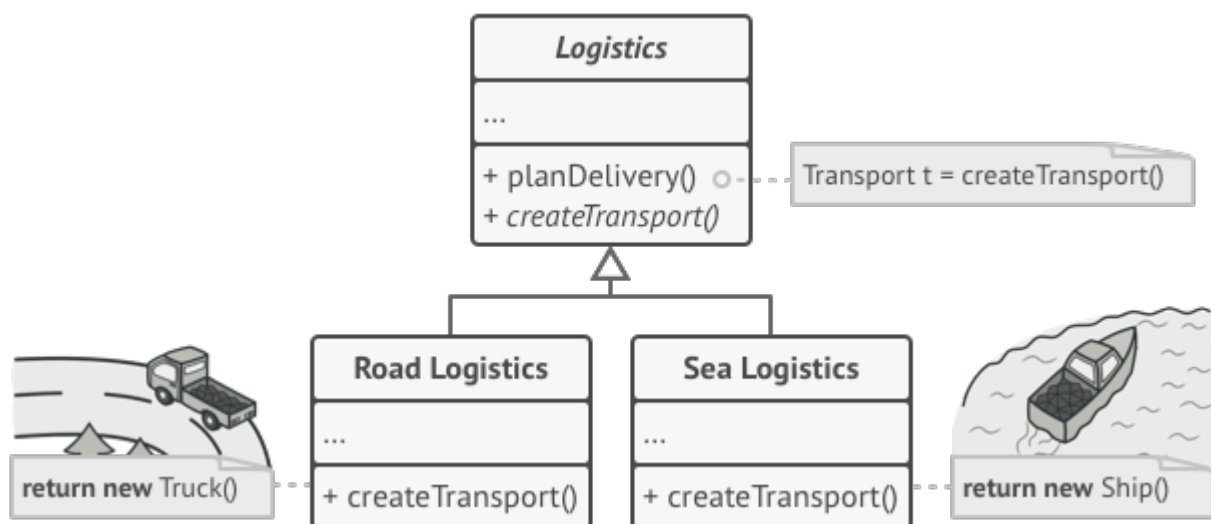 Logistics
...
+ planDelivery()
Transport t = createTransport()
+ createTransport()
Road Logistics
Sea Logistics
...
...
return new Truck()
+ createTransport()
+ createTransport()
return new Ship()